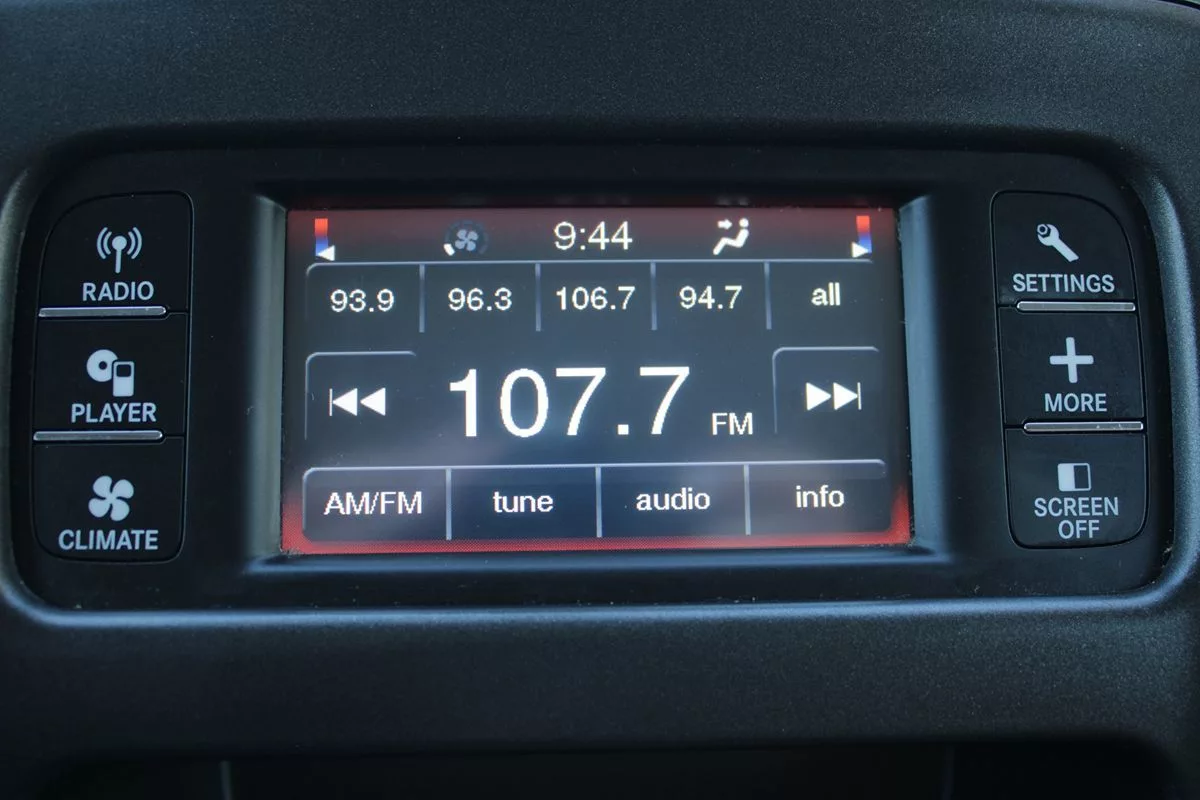 9:44
93.9 96.3 106.7 94.7 all
107.7 FM
AM/FM tune audio info
RADIO
PLAYER
CLIMATE
SETTINGS
MORE
SCREEN
OFF